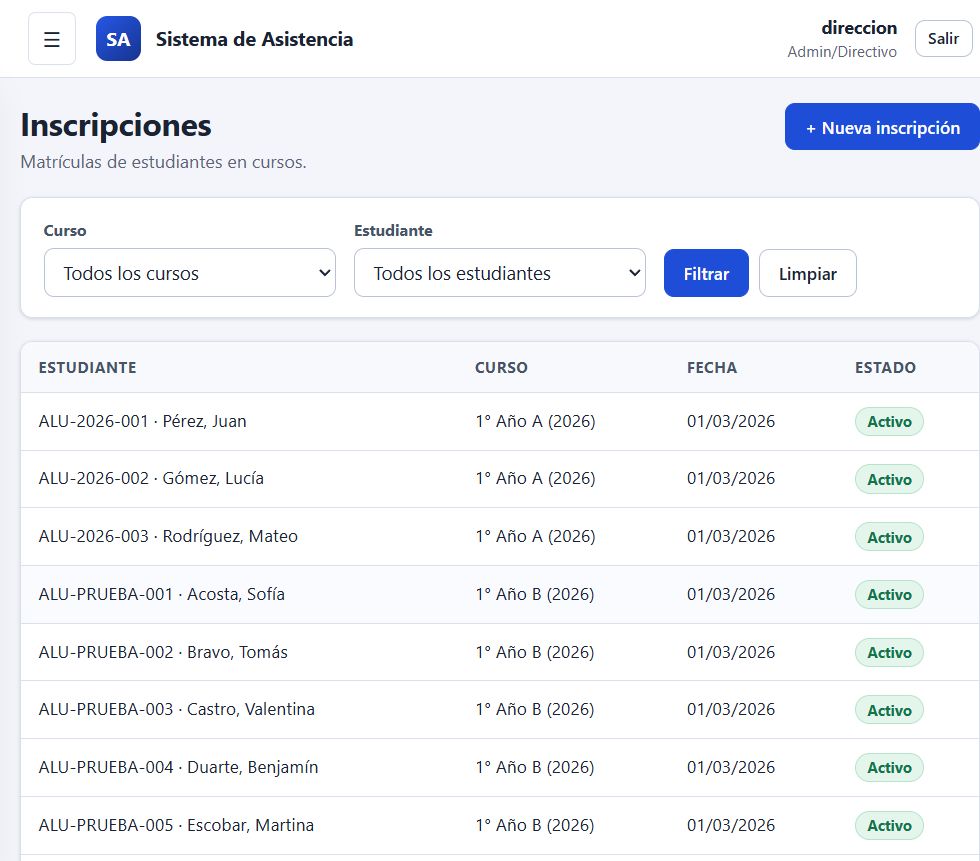 ☰ SA Sistema de Asistencia direccion Salir
Admin/Directivo
Inscripciones + Nueva inscripción
Matrículas de estudiantes en cursos.
Curso Estudiante
Todos los cursos Todos los estudiantes Filtrar Limpiar
ESTUDIANTE CURSO FECHA ESTADO
ALU-2026-001 · Pérez, Juan 1° Año A (2026) 01/03/2026 Activo
ALU-2026-002 · Gómez, Lucía 1° Año A (2026) 01/03/2026 Activo
ALU-2026-003 · Rodríguez, Mateo 1° Año A (2026) 01/03/2026 Activo
ALU-PRUEBA-001 · Acosta, Sofía 1° Año B (2026) 01/03/2026 Activo
ALU-PRUEBA-002 · Bravo, Tomás 1° Año B (2026) 01/03/2026 Activo
ALU-PRUEBA-003 · Castro, Valentina 1° Año B (2026) 01/03/2026 Activo
ALU-PRUEBA-004 · Duarte, Benjamín 1° Año B (2026) 01/03/2026 Activo
ALU-PRUEBA-005 · Escobar, Martina 1° Año B (2026) 01/03/2026 Activo